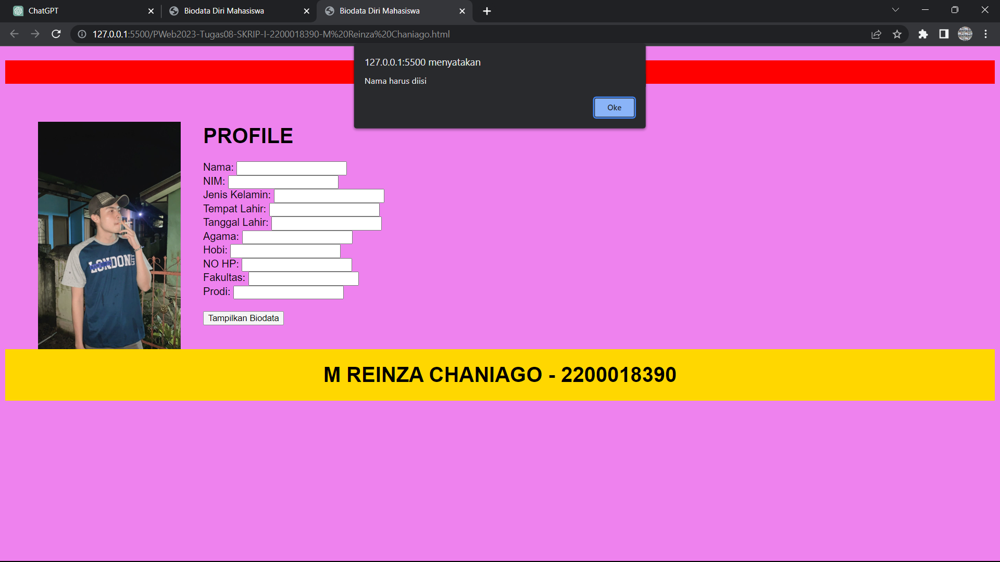 ChatGPT
Biodata Diri Mahasiswa
Biodata Diri Mahasiswa
127.0.0.1:5500/PWeb2023-Tugas08-SKRIP-I-2200018390-M%20Reinza%20Chaniago.html
127.0.0.1:5500 menyatakan
Nama harus diisi
Oke
PROFILE
Nama:
NIM:
Jenis Kelamin:
Tempat Lahir:
Tanggal Lahir:
Agama:
Hobi:
NO HP:
Fakultas:
Prodi:
Tampilkan Biodata
LONDON
CITY
M REINZA CHANIAGO - 2200018390